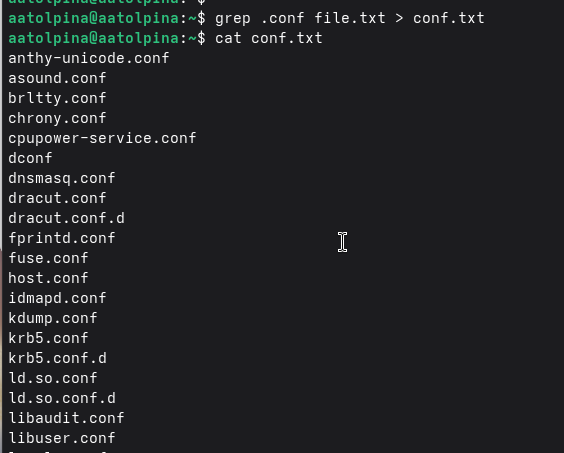 aatolpina@aatolpina:~$
aatolpina@aatolpina:~$ grep .conf file.txt > conf.txt
aatolpina@aatolpina:~$ cat conf.txt
anthy-unicode.conf
asound.conf
brltty.conf
chrony.conf
cpupower-service.conf
dconf
dnsmasq.conf
dracut.conf
dracut.conf.d
fprintd.conf
fuse.conf
host.conf
idmapd.conf
kdump.conf
krb5.conf
krb5.conf.d
ld.so.conf
ld.so.conf.d
libaudit.conf
libuser.conf